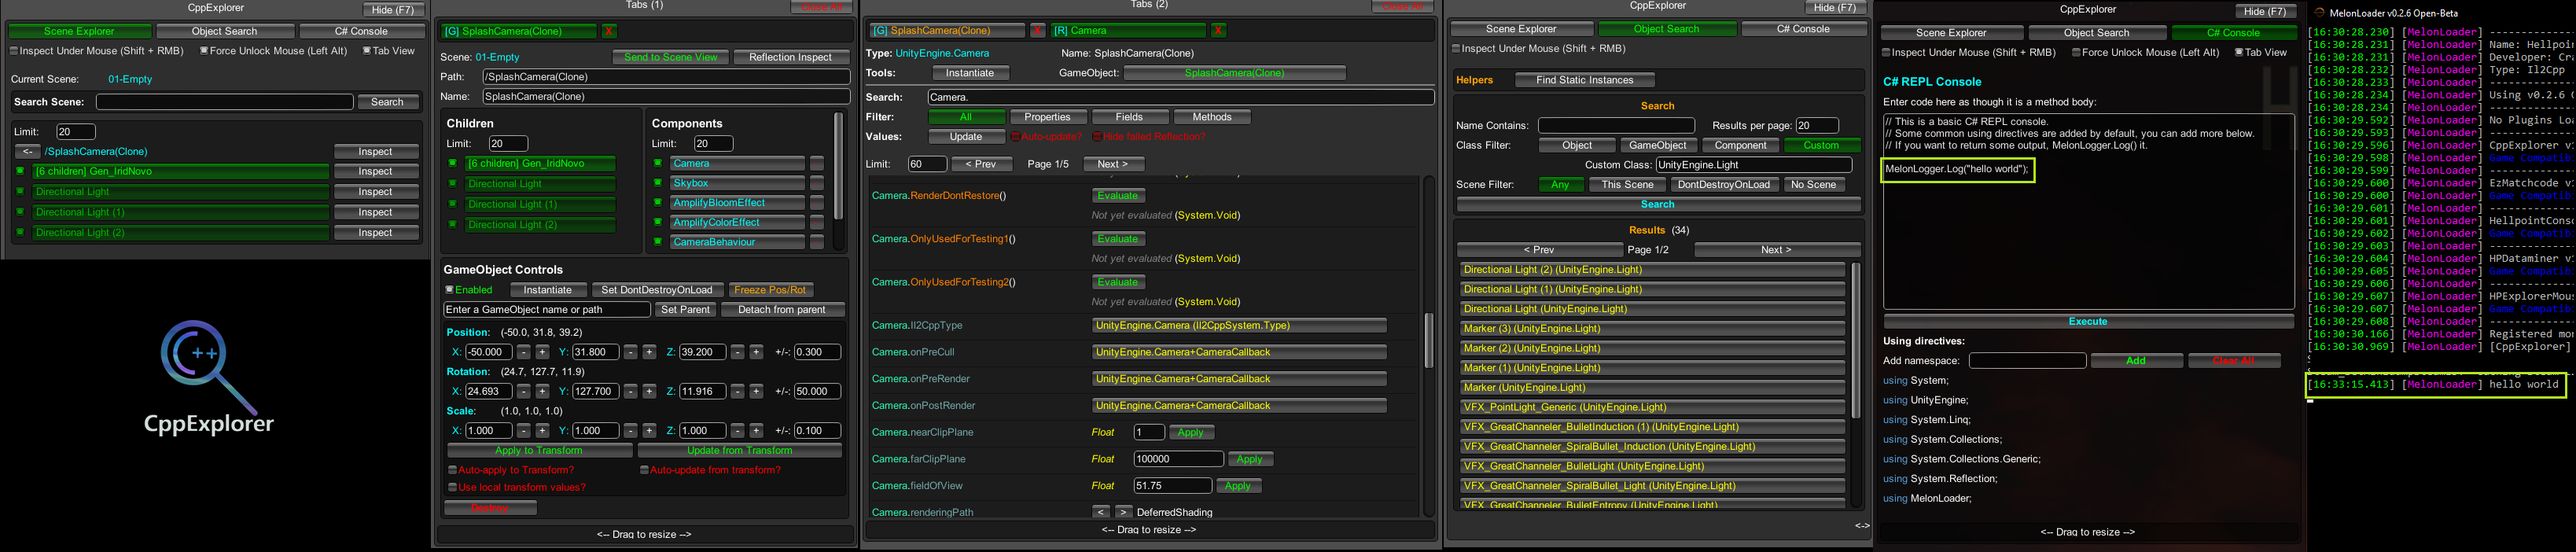 CppExplorer
Hide (F7)
Scene Explorer
Object Search
C# Console
Inspect Under Mouse (Shift + RMB)
Force Unlock Mouse (Left Alt)
Tab View
Current Scene: 01-Empty
Search Scene:
Search
Limit: 20
<- /SplashCamera(Clone)
Inspect
[6 children] Gen_IridNovo
Inspect
Directional Light
Inspect
Directional Light (1)
Inspect
Directional Light (2)
Inspect
++
CppExplorer
Tabs (1)
Clear All
[G] SplashCamera(Clone)
X
Scene: 01-Empty
Send to Scene View
Reflection Inspect
Path: /SplashCamera(Clone)
Name: SplashCamera(Clone)
Children
Limit: 20
[6 children] Gen_IridNovo
Directional Light
Directional Light (1)
Directional Light (2)
Components
Limit: 20
Camera
Skybox
AmplifyBloomEffect
AmplifyColorEffect
CameraBehaviour
GameObject Controls
Enabled
Instantiate
Set DontDestroyOnLoad
Freeze Pos/Rot
Enter a GameObject name or path
Set Parent
Detach from parent
Position: (-50.0, 31.8, 39.2)
X: -50.000 - + Y: 31.800 - + Z: 39.200 - + +/-: 0.300
Rotation: (24.7, 127.7, 11.9)
X: 24.693 - + Y: 127.700 - + Z: 11.916 - + +/-: 50.000
Scale: (1.0, 1.0, 1.0)
X: 1.000 - + Y: 1.000 - + Z: 1.000 - + +/-: 0.100
Apply to Transform
Update from Transform
Auto-apply to Transform?
Auto-update from transform?
Use local transform values?
Destroy
<-- Drag to resize -->
Tabs (2)
Clear All
[G] SplashCamera(Clone)
X
[R] Camera
X
Type: UnityEngine.Camera
Name: SplashCamera(Clone)
Tools: Instantiate
GameObject: SplashCamera(Clone)
Search: Camera.
Filter: All Properties Fields Methods
Values: Update Auto-update? Hide failed Reflection?
Limit: 60 < Prev Page 1/5 Next >
Camera.RenderDontRestore() Evaluate
Not yet evaluated (System.Void)
Camera.OnlyUsedForTesting1() Evaluate
Not yet evaluated (System.Void)
Camera.OnlyUsedForTesting2() Evaluate
Not yet evaluated (System.Void)
Camera.Il2CppType UnityEngine.Camera (Il2CppSystem.Type)
Camera.onPreCull UnityEngine.Camera+CameraCallback
Camera.onPreRender UnityEngine.Camera+CameraCallback
Camera.onPostRender UnityEngine.Camera+CameraCallback
Camera.nearClipPlane Float 1 Apply
Camera.farClipPlane Float 100000 Apply
Camera.fieldOfView Float 51.75 Apply
Camera.renderingPath < > DeferredShading
<-- Drag to resize -->
CppExplorer
Hide (F7)
Scene Explorer
Object Search
C# Console
Inspect Under Mouse (Shift + RMB)
Helpers
Find Static Instances
Search
Name Contains:
Results per page: 20
Class Filter: Object GameObject Component Custom
Custom Class: UnityEngine.Light
Scene Filter: Any This Scene DontDestroyOnLoad No Scene
Search
Results (34)
< Prev Page 1/2 Next >
Directional Light (2) (UnityEngine.Light)
Directional Light (1) (UnityEngine.Light)
Directional Light (UnityEngine.Light)
Marker (3) (UnityEngine.Light)
Marker (2) (UnityEngine.Light)
Marker (1) (UnityEngine.Light)
Marker (UnityEngine.Light)
VFX_PointLight_Generic (UnityEngine.Light)
VFX_GreatChanneler_BulletInduction (1) (UnityEngine.Light)
VFX_GreatChanneler_SpiralBullet_Induction (UnityEngine.Light)
VFX_GreatChanneler_BulletLight (UnityEngine.Light)
VFX_GreatChanneler_SpiralBullet_Light (UnityEngine.Light)
VFX_GreatChanneler_BulletEntropy (UnityEngine.Light)
<->
CppExplorer
Hide (F7)
Scene Explorer
Object Search
C# Console
Inspect Under Mouse (Shift + RMB)
Force Unlock Mouse (Left Alt)
Tab View
C# REPL Console
Enter code here as though it is a method body:
// This is a basic C# REPL console.
// Some common using directives are added by default, you can add more below.
// If you want to return some output, MelonLogger.Log() it.
MelonLogger.Log("hello world");
Execute
Using directives:
Add namespace:
Add
Clear All
using System;
using UnityEngine;
using System.Linq;
using System.Collections;
using System.Collections.Generic;
using System.Reflection;
using MelonLoader;
<-- Drag to resize -->
MelonLoader v0.2.6 Open-Beta
[16:30:28.230] [MelonLoader] -------------
[16:30:28.231] [MelonLoader] Name: Hellpoin
[16:30:28.231] [MelonLoader] Developer: Cra
[16:30:28.232] [MelonLoader] Type: Il2Cpp
[16:30:28.233] [MelonLoader] -------------
[16:30:28.234] [MelonLoader] Using v0.2.6 O
[16:30:28.234] [MelonLoader] -------------
[16:30:29.592] [MelonLoader] No Plugins Loa
[16:30:29.593] [MelonLoader] -------------
[16:30:29.596] [MelonLoader] CppExplorer v1
[16:30:29.598] [MelonLoader] Game Compatib
[16:30:29.599] [MelonLoader] -------------
[16:30:29.600] [MelonLoader] EzMatchcode v1
[16:30:29.600] [MelonLoader] Game Compatib
[16:30:29.601] [MelonLoader] -------------
[16:30:29.601] [MelonLoader] HellpointConso
[16:30:29.602] [MelonLoader] Game Compatib
[16:30:29.603] [MelonLoader] -------------
[16:30:29.604] [MelonLoader] HPDataminer v1
[16:30:29.605] [MelonLoader] Game Compatib
[16:30:29.606] [MelonLoader] -------------
[16:30:29.607] [MelonLoader] HPExplorerMous
[16:30:29.607] [MelonLoader] Game Compatib
[16:30:29.608] [MelonLoader] -------------
[16:30:30.166] [MelonLoader] Registered mon
[16:30:30.969] [MelonLoader] [CppExplorer]
[16:33:15.413] [MelonLoader] hello world